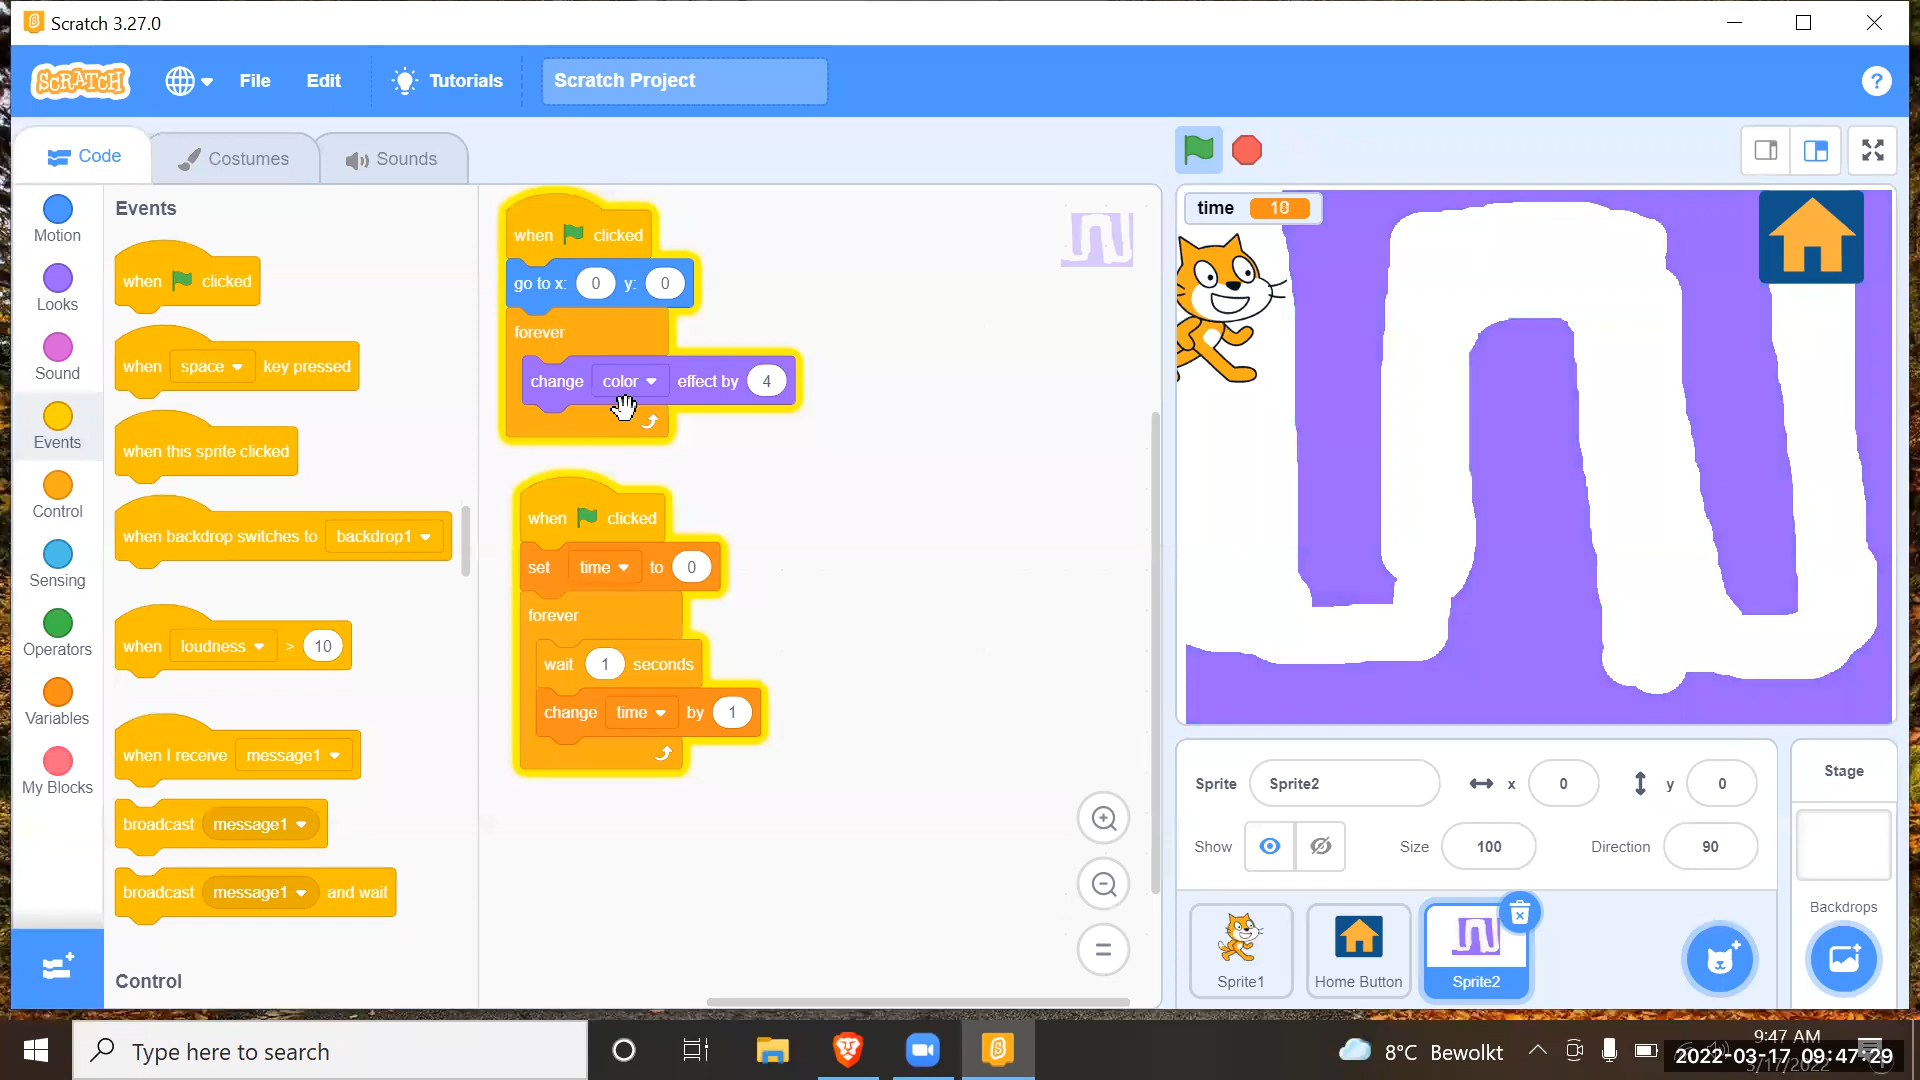 Scratch 3.27.0
SCRATCH
File
Edit
Tutorials
Scratch Project
?
Code
Costumes
Sounds
Motion
Looks
Sound
Events
Control
Sensing
Operators
Variables
My Blocks
Events
when clicked
when space key pressed
when this sprite clicked
when backdrop switches to backdrop1
when loudness > 10
when I receive message1
broadcast message1
broadcast message1 and wait
Control
when clicked
go to x: 0 y: 0
forever
change color effect by 4
when clicked
set time to 0
forever
wait 1 seconds
change time by 1
time
Sprite Sprite2 x 0 y 0
Show Size 100 Direction 90
Sprite1
Home Button
Sprite2
Stage
Backdrops
Type here to search
8°C Bewolkt
9:47 AM
3/17/2022
2022-03-17 09:47:29